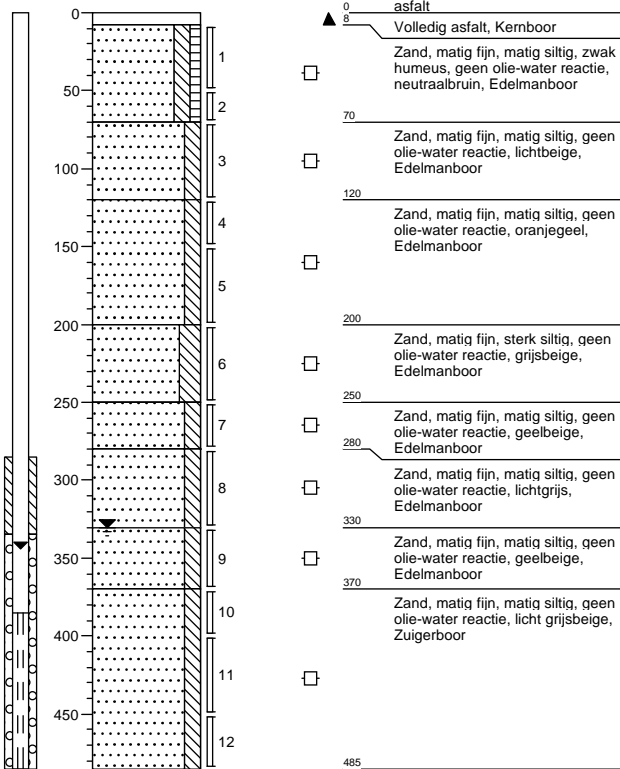 0
50
100
150
200
250
300
350
400
450
1
2
3
4
5
6
7
8
9
10
11
12
0
asfalt
8
Volledig asfalt, Kernboor
Zand, matig fijn, matig siltig, zwak
humeus, geen olie-water reactie,
neutraalbruin, Edelmanboor
70
Zand, matig fijn, matig siltig, geen
olie-water reactie, lichtbeige,
Edelmanboor
120
Zand, matig fijn, matig siltig, geen
olie-water reactie, oranjegeel,
Edelmanboor
200
Zand, matig fijn, sterk siltig, geen
olie-water reactie, grijsbeige,
Edelmanboor
250
Zand, matig fijn, matig siltig, geen
olie-water reactie, geelbeige,
Edelmanboor
280
Zand, matig fijn, matig siltig, geen
olie-water reactie, lichtgrijs,
Edelmanboor
330
Zand, matig fijn, matig siltig, geen
olie-water reactie, geelbeige,
Edelmanboor
370
Zand, matig fijn, matig siltig, geen
olie-water reactie, licht grijsbeige,
Zuigerboor
485